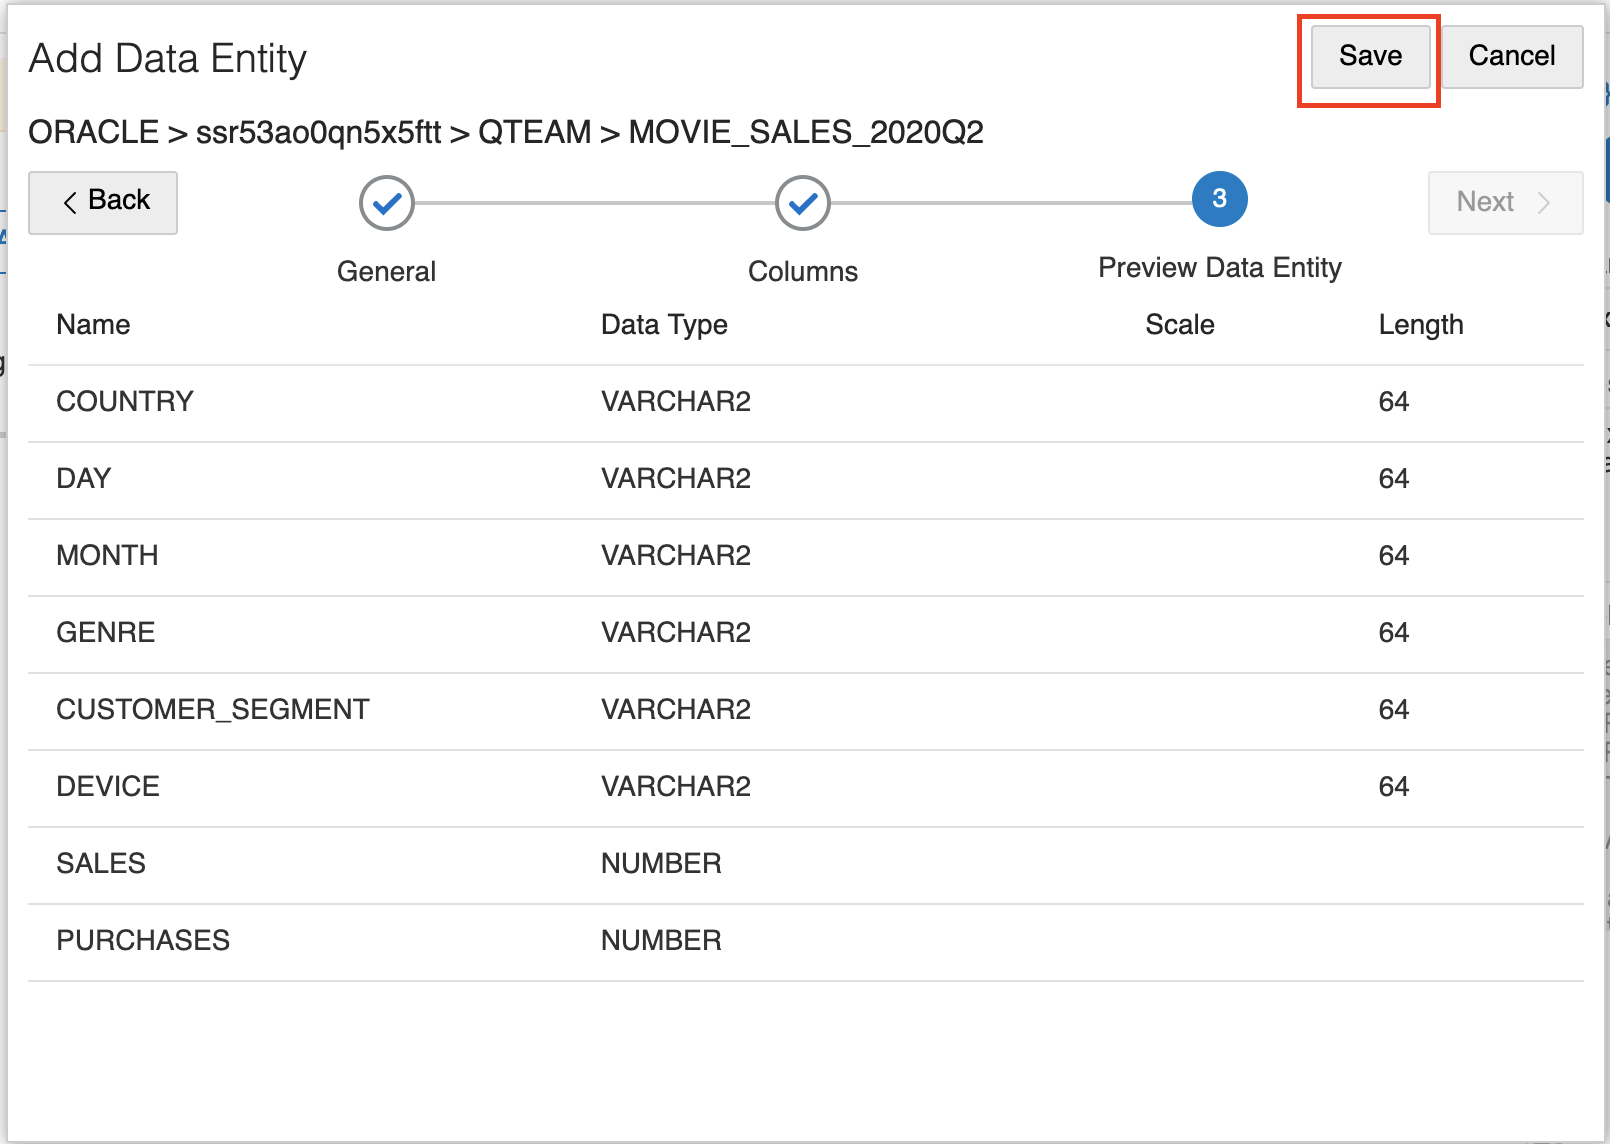 Add Data Entity
Save
Cancel
ORACLE > ssr53ao0qn5x5ftt > QTEAM > MOVIE_SALES_2020Q2
Back
3
Next
General
Columns
Preview Data Entity
Name Data Type Scale Length
COUNTRY VARCHAR2 64
DAY VARCHAR2 64
MONTH VARCHAR2 64
GENRE VARCHAR2 64
CUSTOMER_SEGMENT VARCHAR2 64
DEVICE VARCHAR2 64
SALES NUMBER
PURCHASES NUMBER